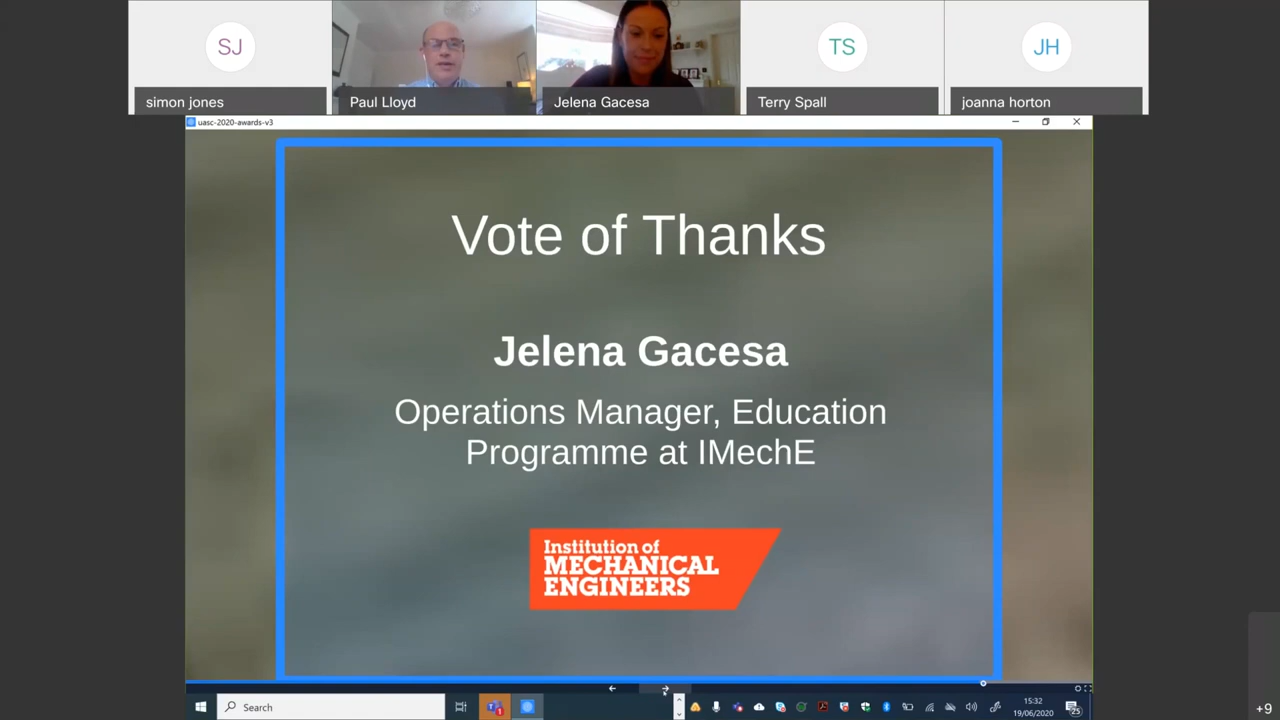 SJ
TS
JH
simon jones
Paul Lloyd
Jelena Gacesa
Terry Spall
joanna horton
uasc-2020-awards-v3
Vote of Thanks
Jelena Gacesa
Operations Manager, Education
Programme at IMechE
Institution of
MECHANICAL
ENGINEERS
Search
1
15:32
19/06/2020
25
+9